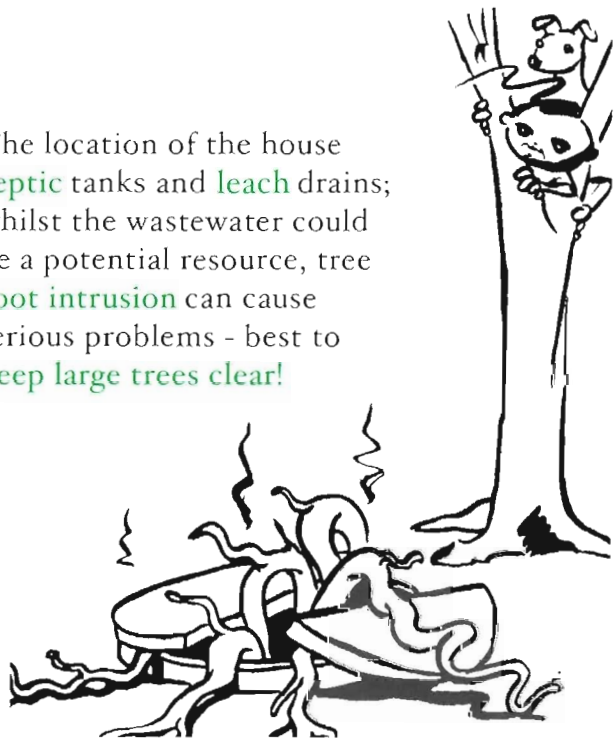 he location of the house
eptic tanks and leach drains;
hilst the wastewater could
e a potential resource, tree
oot intrusion can cause
erious problems - best to
eep large trees clear!